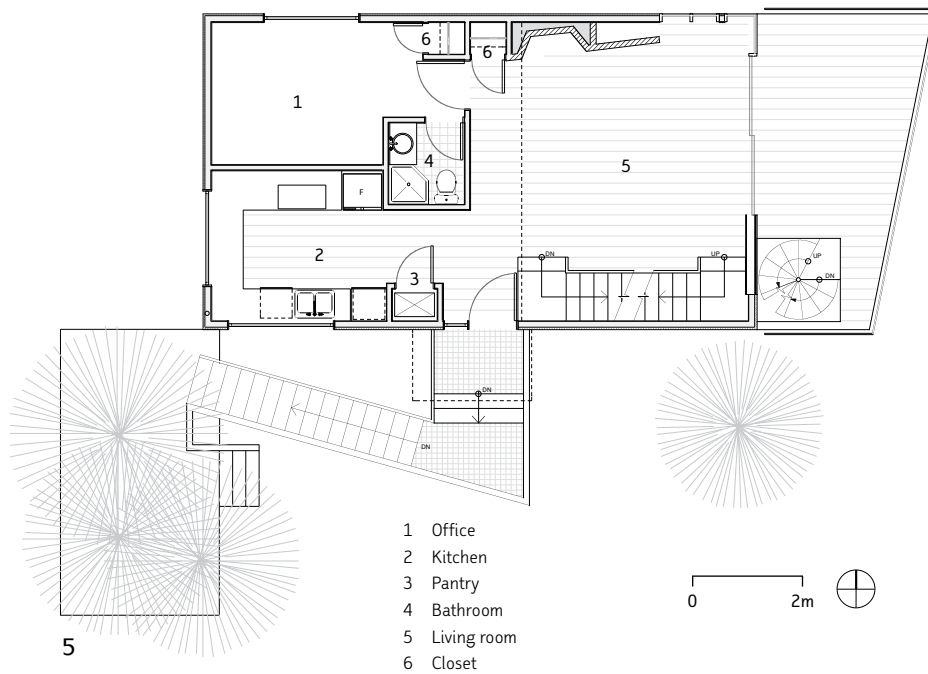 6
6
1
4
5
F
2
3
DN
UP
UP
DN
DN
DN
1 Office
2 Kitchen
3 Pantry
4 Bathroom
5 Living room
6 Closet
0 2m
5